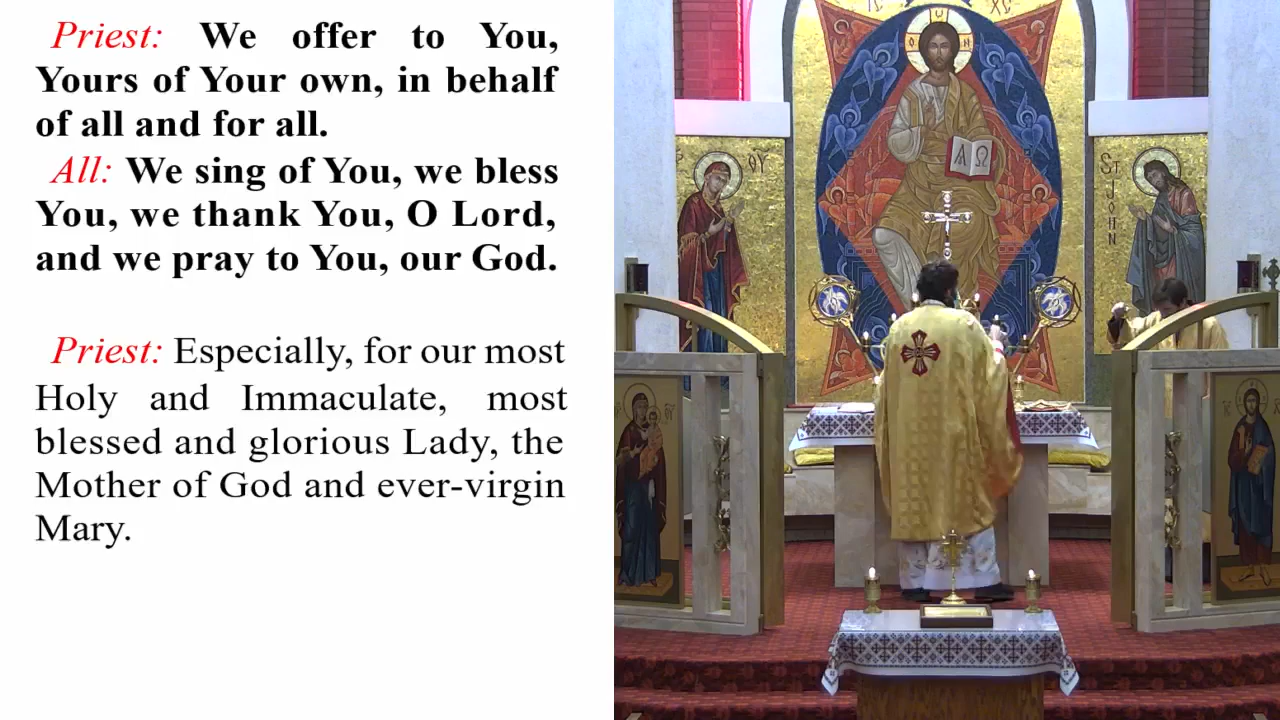 Priest: We offer to You,
Yours of Your own, in behalf
of all and for all.
All: We sing of You, we bless
You, we thank You, O Lord,
and we pray to You, our God.
Priest: Especially, for our most
Holy and Immaculate, most
blessed and glorious Lady, the
Mother of God and ever-virgin
Mary.
IC XC
Ѡ N
Α Ω
ΘΥ
ST.
J
O
H
N